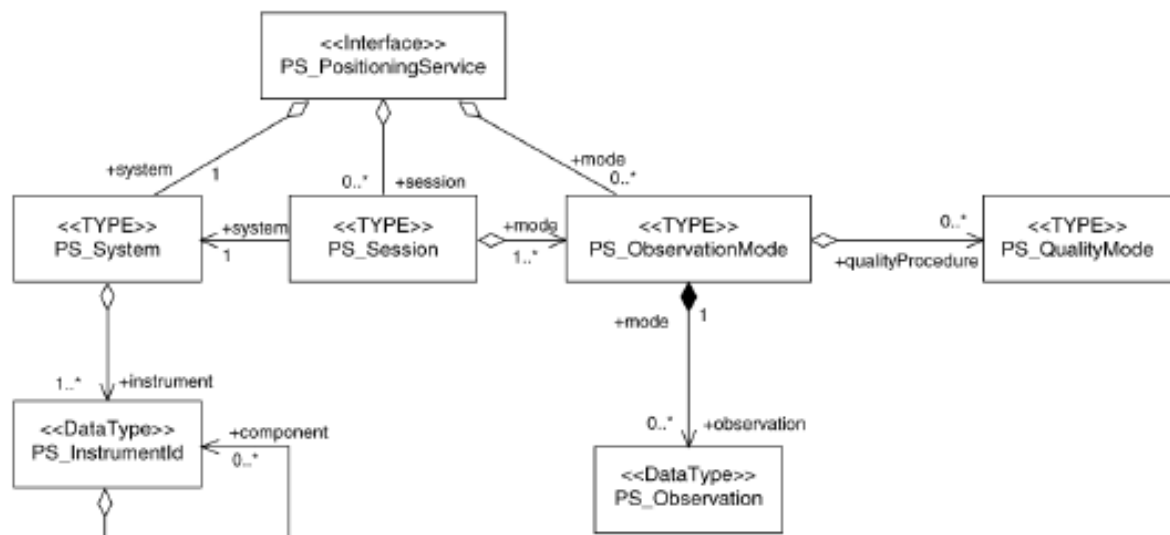 <<Interface>>
PS_PositioningService
+system
1
0..*
+session
+mode
0..*
<<TYPE>>
PS_System
+system
1
<<TYPE>>
PS_Session
+mode
1..*
<<TYPE>>
PS_ObservationMode
0..*
+qualityProcedure
<<TYPE>>
PS_QualityMode
+mode
1
1..*
+instrument
<<DataType>>
PS_InstrumentId
+component
0..*
0..*
+observation
<<DataType>>
PS_Observation